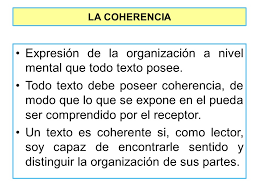 LA COHERENCIA
• Expresión de la organización a nivel
mental que todo texto posee.
• Todo texto debe poseer coherencia, de
modo que lo que se expone en el pueda
ser comprendido por el receptor.
• Un texto es coherente si, como lector,
soy capaz de encontrarle sentido y
distinguir la organización de sus partes.